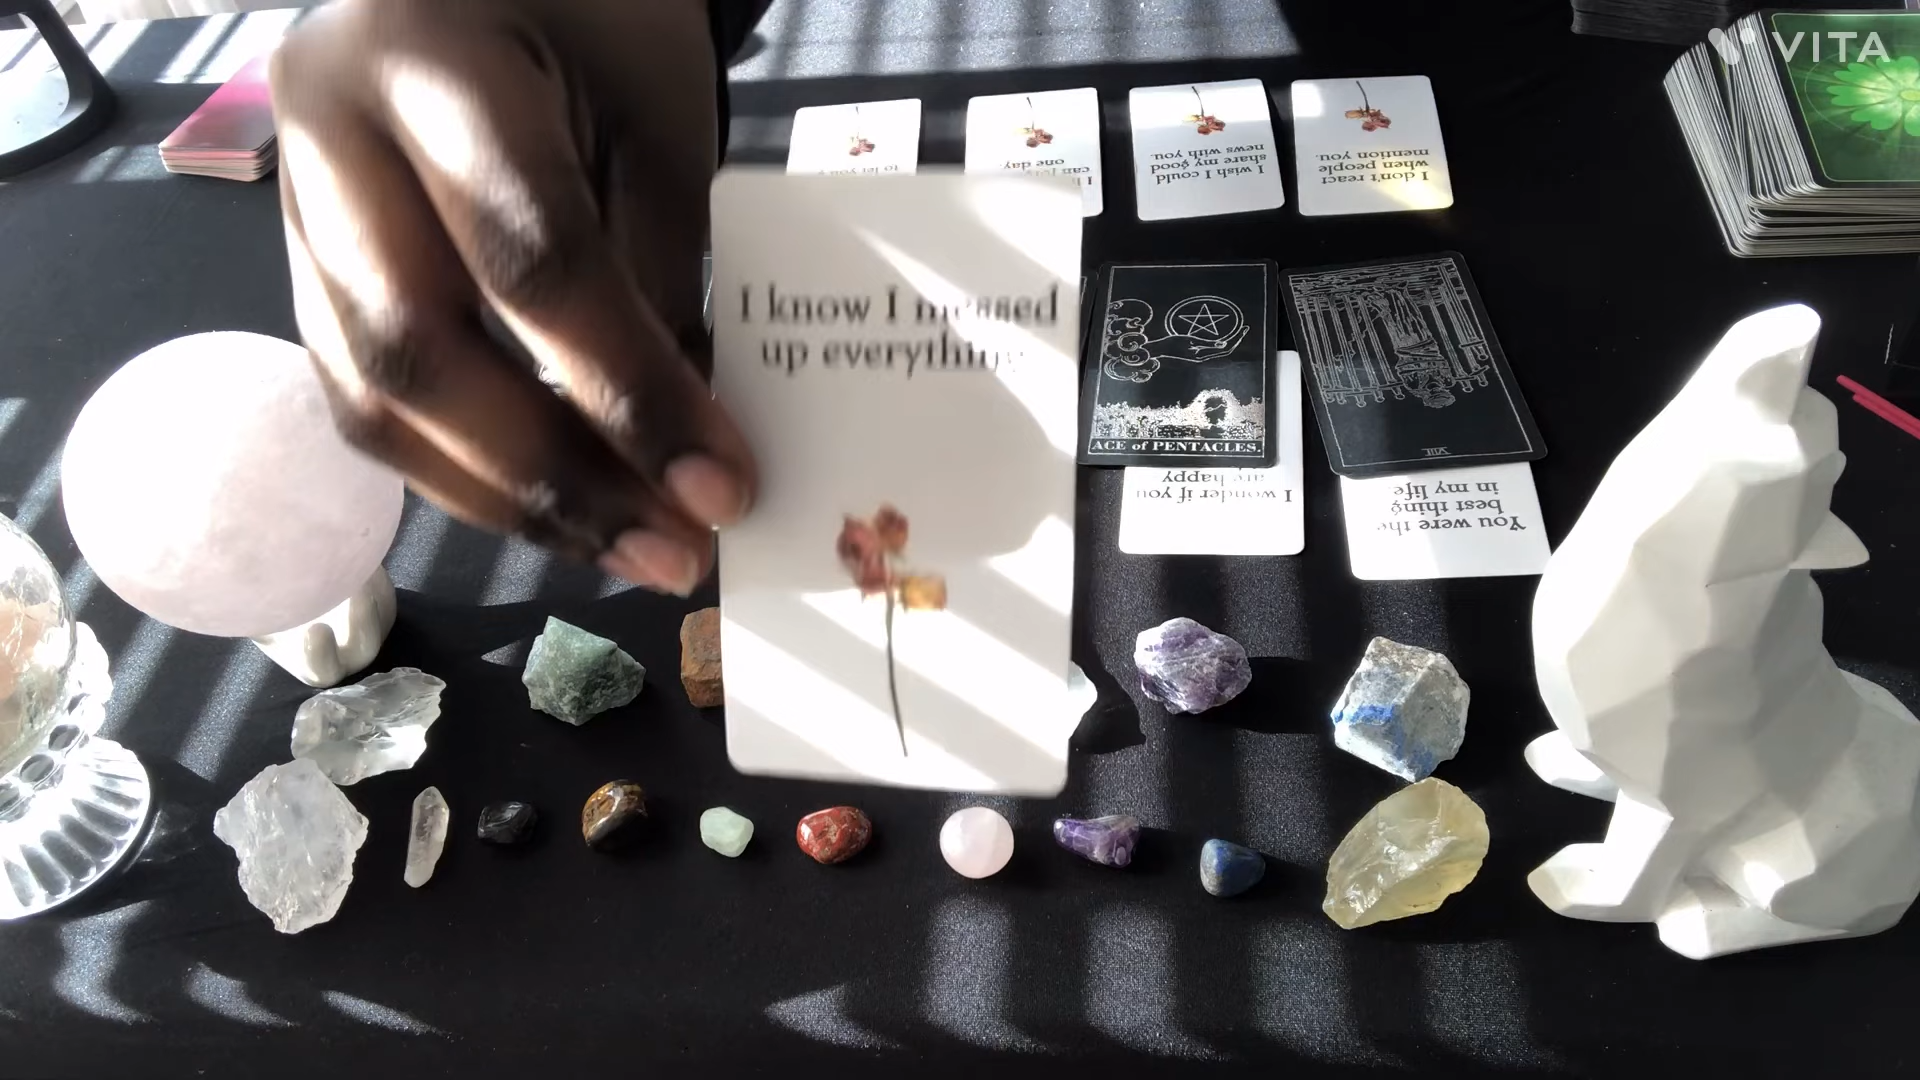 VITA
to let you
one day.
I wish I could
share my good
news with you.
I don't react
when people
mention you.
I know I messed
up everything
ACE of PENTACLES.
VIII
I wonder if you
are happy
You were the
best thing
in my life.